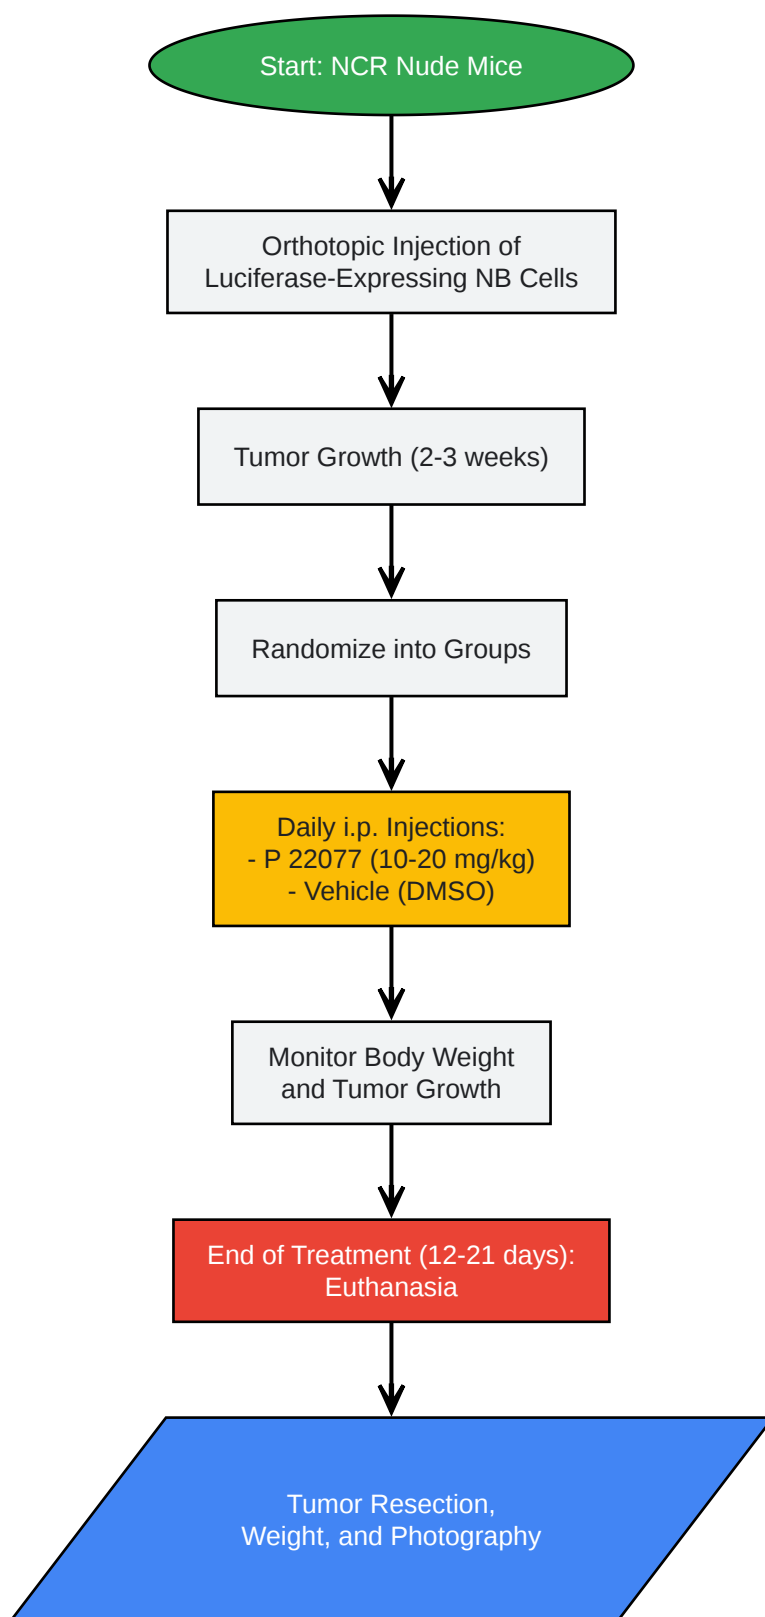 Start: NCR Nude Mice
Orthotopic Injection of
Luciferase-Expressing NB Cells
Tumor Growth (2-3 weeks)
Randomize into Groups
Daily i.p. Injections:
- P 22077 (10-20 mg/kg)
- Vehicle (DMSO)
Monitor Body Weight
and Tumor Growth
End of Treatment (12-21 days):
Euthanasia
Tumor Resection,
Weight, and Photography